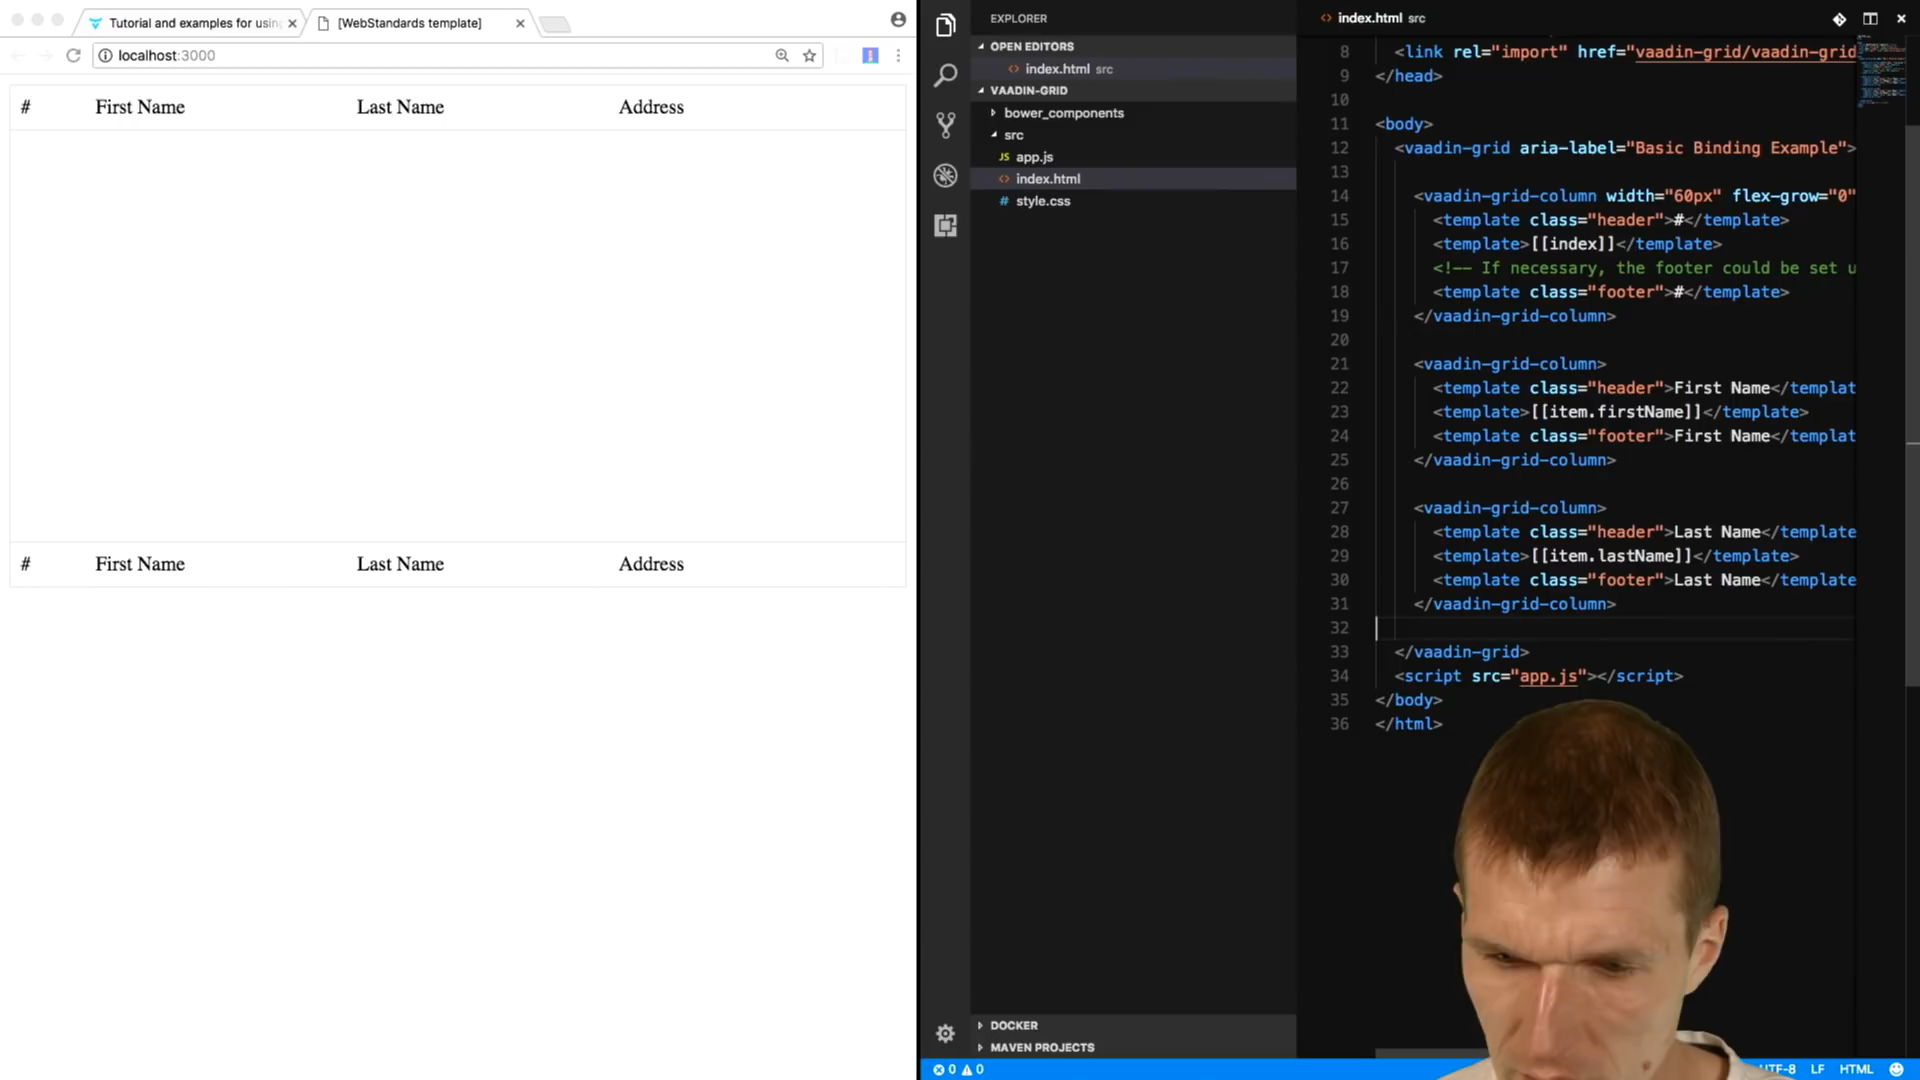 Tutorial and examples for usin
[WebStandards template]
localhost:3000
# First Name Last Name Address
# First Name Last Name Address
EXPLORER
OPEN EDITORS
<> index.html src
VAADIN-GRID
bower_components
src
JS app.js
<> index.html
# style.css
DOCKER
MAVEN PROJECTS
<> index.html src
8 <link rel="import" href="vaadin-grid/vaadin-grid
9 </head>
10
11 <body>
12 <vaadin-grid aria-label="Basic Binding Example">
13
14 <vaadin-grid-column width="60px" flex-grow="0"
15 <template class="header">#</template>
16 <template>[[index]]</template>
17 <!-- If necessary, the footer could be set u
18 <template class="footer">#</template>
19 </vaadin-grid-column>
20
21 <vaadin-grid-column>
22 <template class="header">First Name</templat
23 <template>[[item.firstName]]</template>
24 <template class="footer">First Name</templat
25 </vaadin-grid-column>
26
27 <vaadin-grid-column>
28 <template class="header">Last Name</template
29 <template>[[item.lastName]]</template>
30 <template class="footer">Last Name</template
31 </vaadin-grid-column>
32
33 </vaadin-grid>
34 <script src="app.js"></script>
35 </body>
36 </html>
0 0
UTF-8 LF HTML